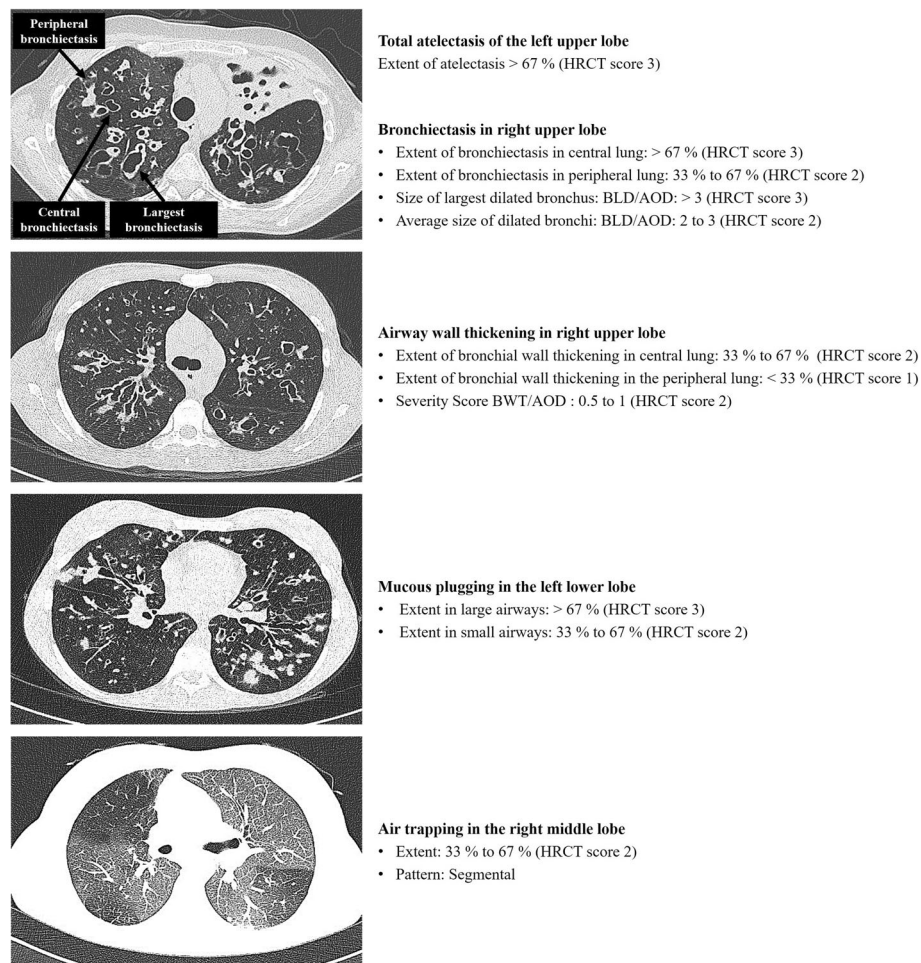 Peripheral
bronchiectasis
Central
bronchiectasis
Largest
bronchiectasis
Total atelectasis of the left upper lobe
Extent of atelectasis > 67 % (HRCT score 3)
Bronchiectasis in right upper lobe
• Extent of bronchiectasis in central lung: > 67 % (HRCT score 3)
• Extent of bronchiectasis in peripheral lung: 33 % to 67 % (HRCT score 2)
• Size of largest dilated bronchus: BLD/AOD: > 3 (HRCT score 3)
• Average size of dilated bronchi: BLD/AOD: 2 to 3 (HRCT score 2)
Airway wall thickening in right upper lobe
• Extent of bronchial wall thickening in central lung: 33 % to 67 % (HRCT score 2)
• Extent of bronchial wall thickening in the peripheral lung: < 33 % (HRCT score 1)
• Severity Score BWT/AOD : 0.5 to 1 (HRCT score 2)
Mucous plugging in the left lower lobe
• Extent in large airways: > 67 % (HRCT score 3)
• Extent in small airways: 33 % to 67 % (HRCT score 2)
Air trapping in the right middle lobe
• Extent: 33 % to 67 % (HRCT score 2)
• Pattern: Segmental